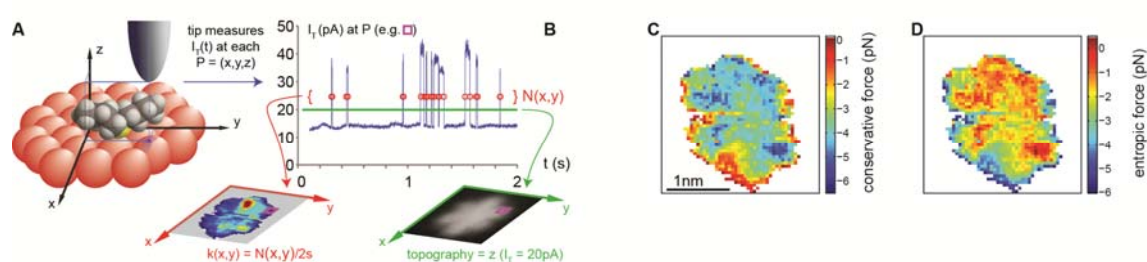 A
z
y
x
tip measures
I_T(t) at each
P = (x,y,z)
B
I_T(pA) at P (e.g. □)
50
40
30
20
10
0
{
} N(x,y)
0
1
2
t (s)
x
y
k(x,y) = N(x,y)/2s
x
y
topography = z (I_T = 20pA)
C
1nm
0
−1
−2
−3
−4
−5
−6
conservative force (pN)
D
0
−1
−2
−3
−4
−5
−6
entropic force (pN)